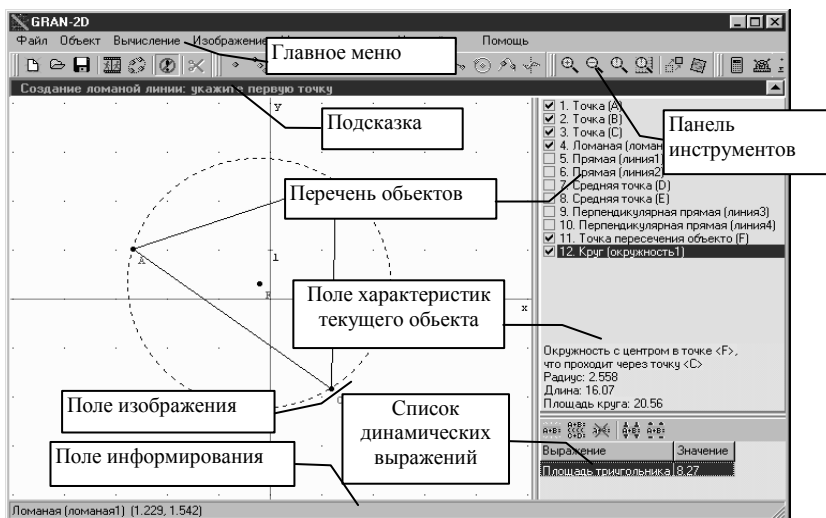 GRAN-2D
Файл Объект Вычисление Изображение Помощь
Главное меню
Создание ломаной линии: укажите первую точку
Подсказка
Панель
инструментов
Перечень обьектов
1. Точка (A)
2. Точка (B)
3. Точка (C)
4. Ломаная (ломан
5. Прямая (линия1)
6. Прямая (линия2)
7. Средняя точка (D)
8. Средняя точка (E)
9. Перпендикулярная прямая (линия3)
10. Перпендикулярная прямая (линия4)
11. Точка пересечения объекто (F)
12. Круг (окружность1)
y
1
A
F
x
Поле характеристик
текущего обьекта
Окружность с центром в точке <F>,
что проходит через точку <C>
Радиус: 2.558
Длина: 16.07
Площадь круга: 20.56
Поле изображения
Список
динамических
выражений
Поле информирования
Выражение Значение
Площадь триугольника 8.27
Ломаная (ломаная1) (1.229, 1.542)